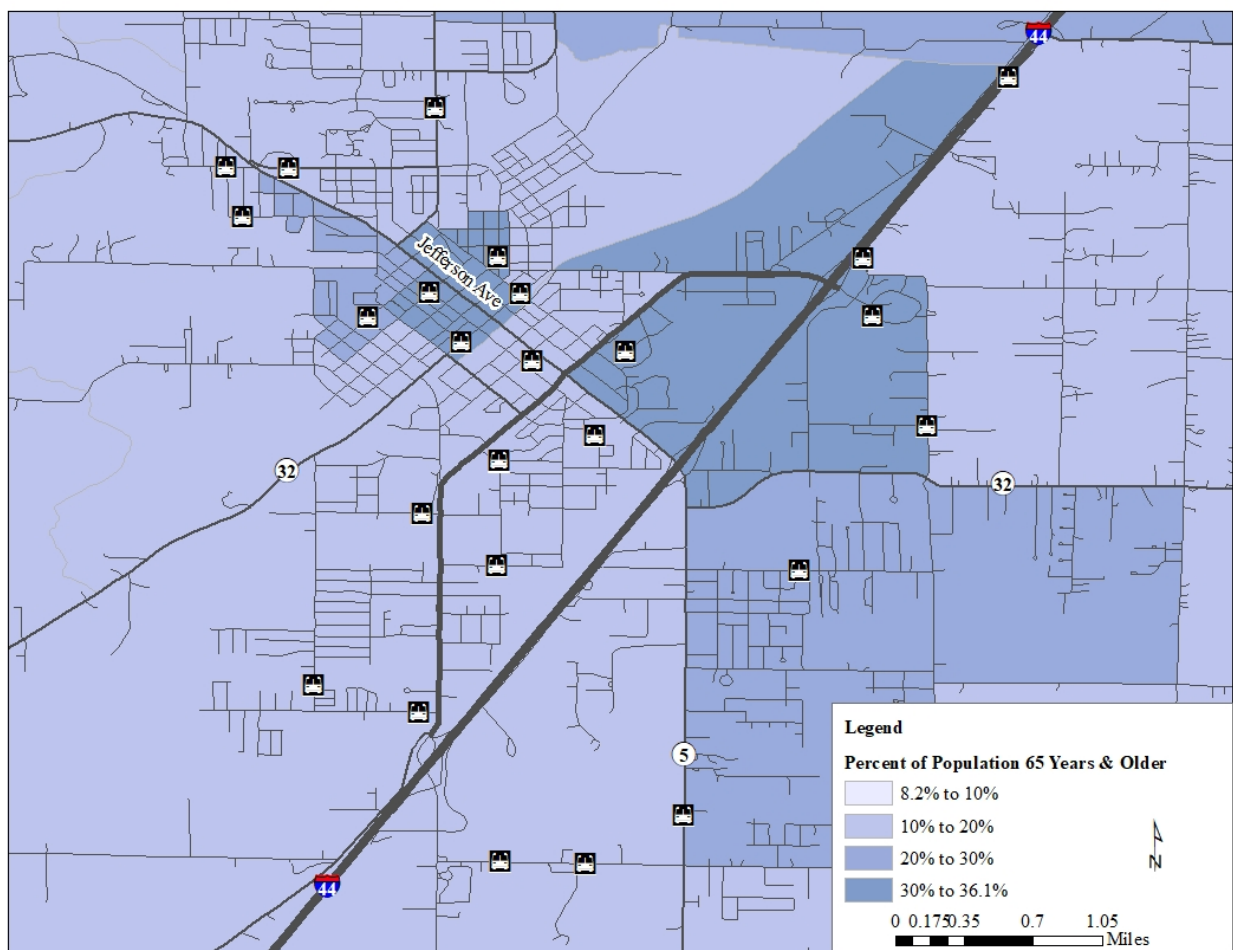 44
Jefferson Ave
32
32
5
44
Legend
Percent of Population 65 Years & Older
8.2% to 10%
10% to 20%
20% to 30%
30% to 36.1%
N
0 0.175 0.35 0.7 1.05
Miles